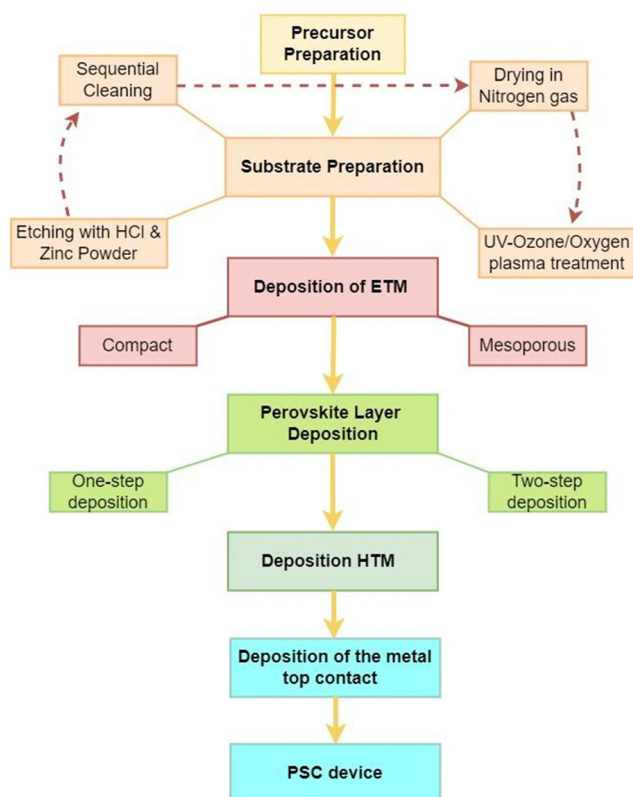 Precursor
Preparation
Sequential
Cleaning
Drying in
Nitrogen gas
Substrate Preparation
Etching with HCl &
Zinc Powder
UV-Ozone/Oxygen
plasma treatment
Deposition of ETM
Compact
Mesoporous
Perovskite Layer
Deposition
One-step
deposition
Two-step
deposition
Deposition HTM
Deposition of the metal
top contact
PSC device